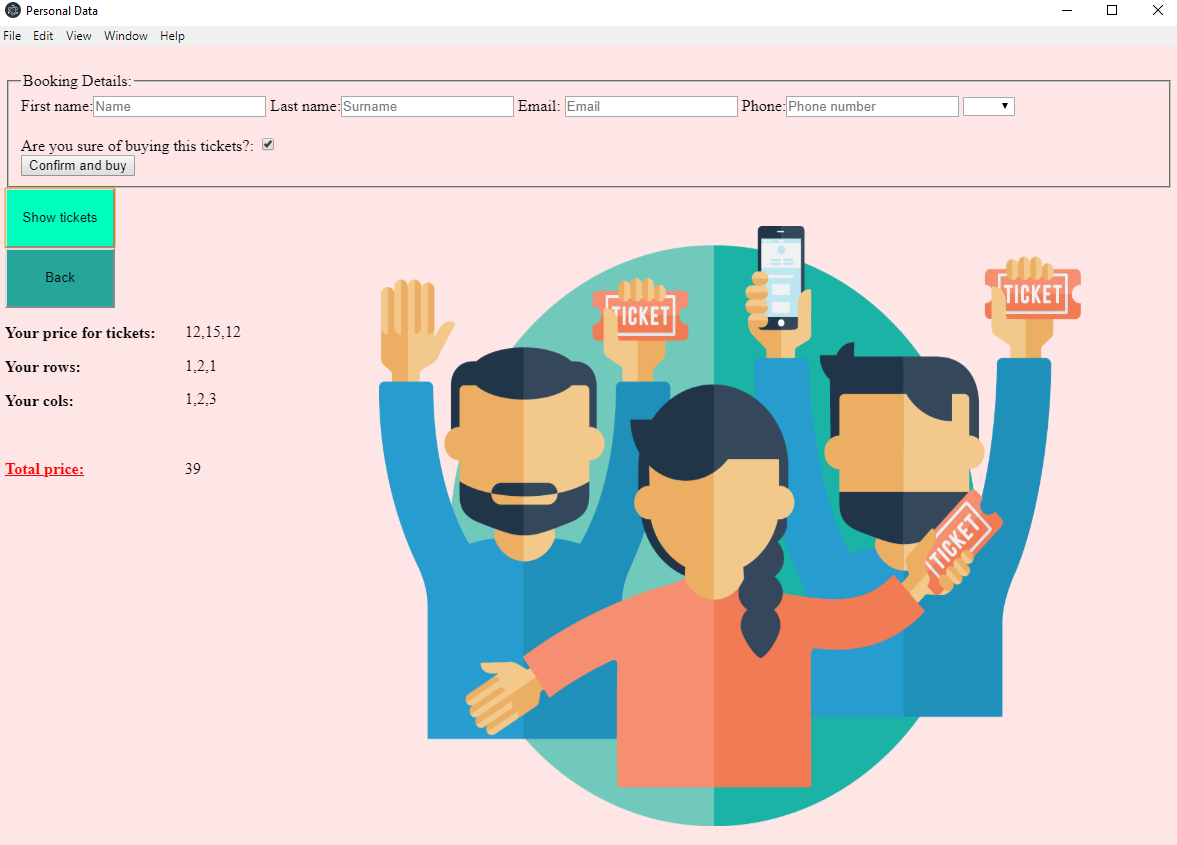 Personal Data
File Edit View Window Help
Booking Details:
First name: Name Last name: Surname Email: Email Phone: Phone number
Are you sure of buying this tickets?:
Confirm and buy
Show tickets
Back
Your price for tickets: 12,15,12
Your rows: 1,2,1
Your cols: 1,2,3
Total price: 39
TICKET
TICKET
TICKET